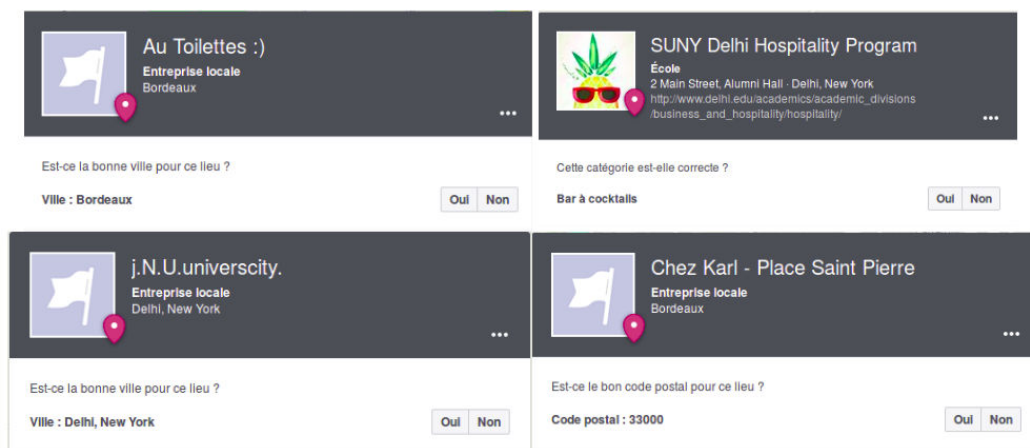 Au Toilettes :)
Entreprise locale
Bordeaux
Est-ce la bonne ville pour ce lieu ?
Ville : Bordeaux
Oui Non
SUNY Delhi Hospitality Program
École
2 Main Street, Alumni Hall · Delhi, New York
http://www.delhi.edu/academics/academic_divisions
/business_and_hospitality/hospitality/
Cette catégorie est-elle correcte ?
Bar à cocktails
Oui Non
j.N.U.universcity.
Entreprise locale
Delhi, New York
Est-ce la bonne ville pour ce lieu ?
Ville : Delhi, New York
Oui Non
Chez Karl - Place Saint Pierre
Entreprise locale
Bordeaux
Est-ce le bon code postal pour ce lieu ?
Code postal : 33000
Oui Non